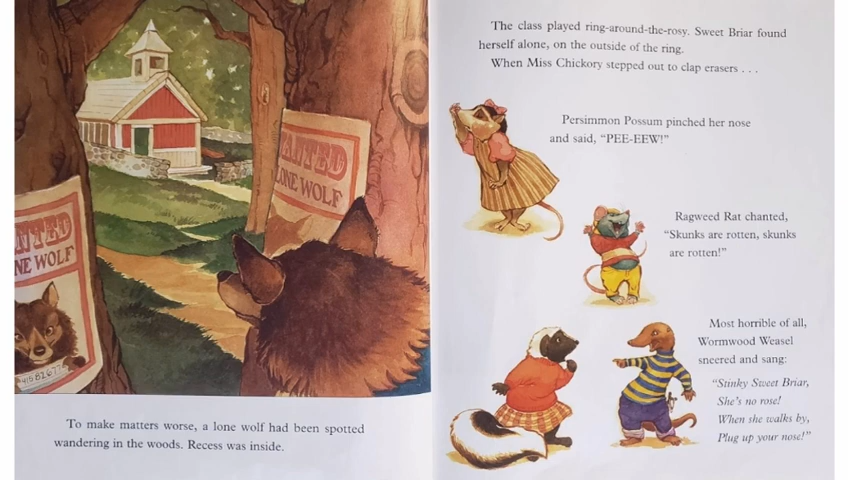 WANTED
LONE WOLF
NTED
NE WOLF
To make matters worse, a lone wolf had been spotted
wandering in the woods. Recess was inside.
The class played ring-around-the-rosy. Sweet Briar found
herself alone, on the outside of the ring.
When Miss Chickory stepped out to clap erasers . . .
Persimmon Possum pinched her nose
and said, “PEE-EEW!”
Ragweed Rat chanted,
“Skunks are rotten, skunks
are rotten!”
Most horrible of all,
Wormwood Weasel
sneered and sang:
“Stinky Sweet Briar,
She’s no rose!
When she walks by,
Plug up your nose!”